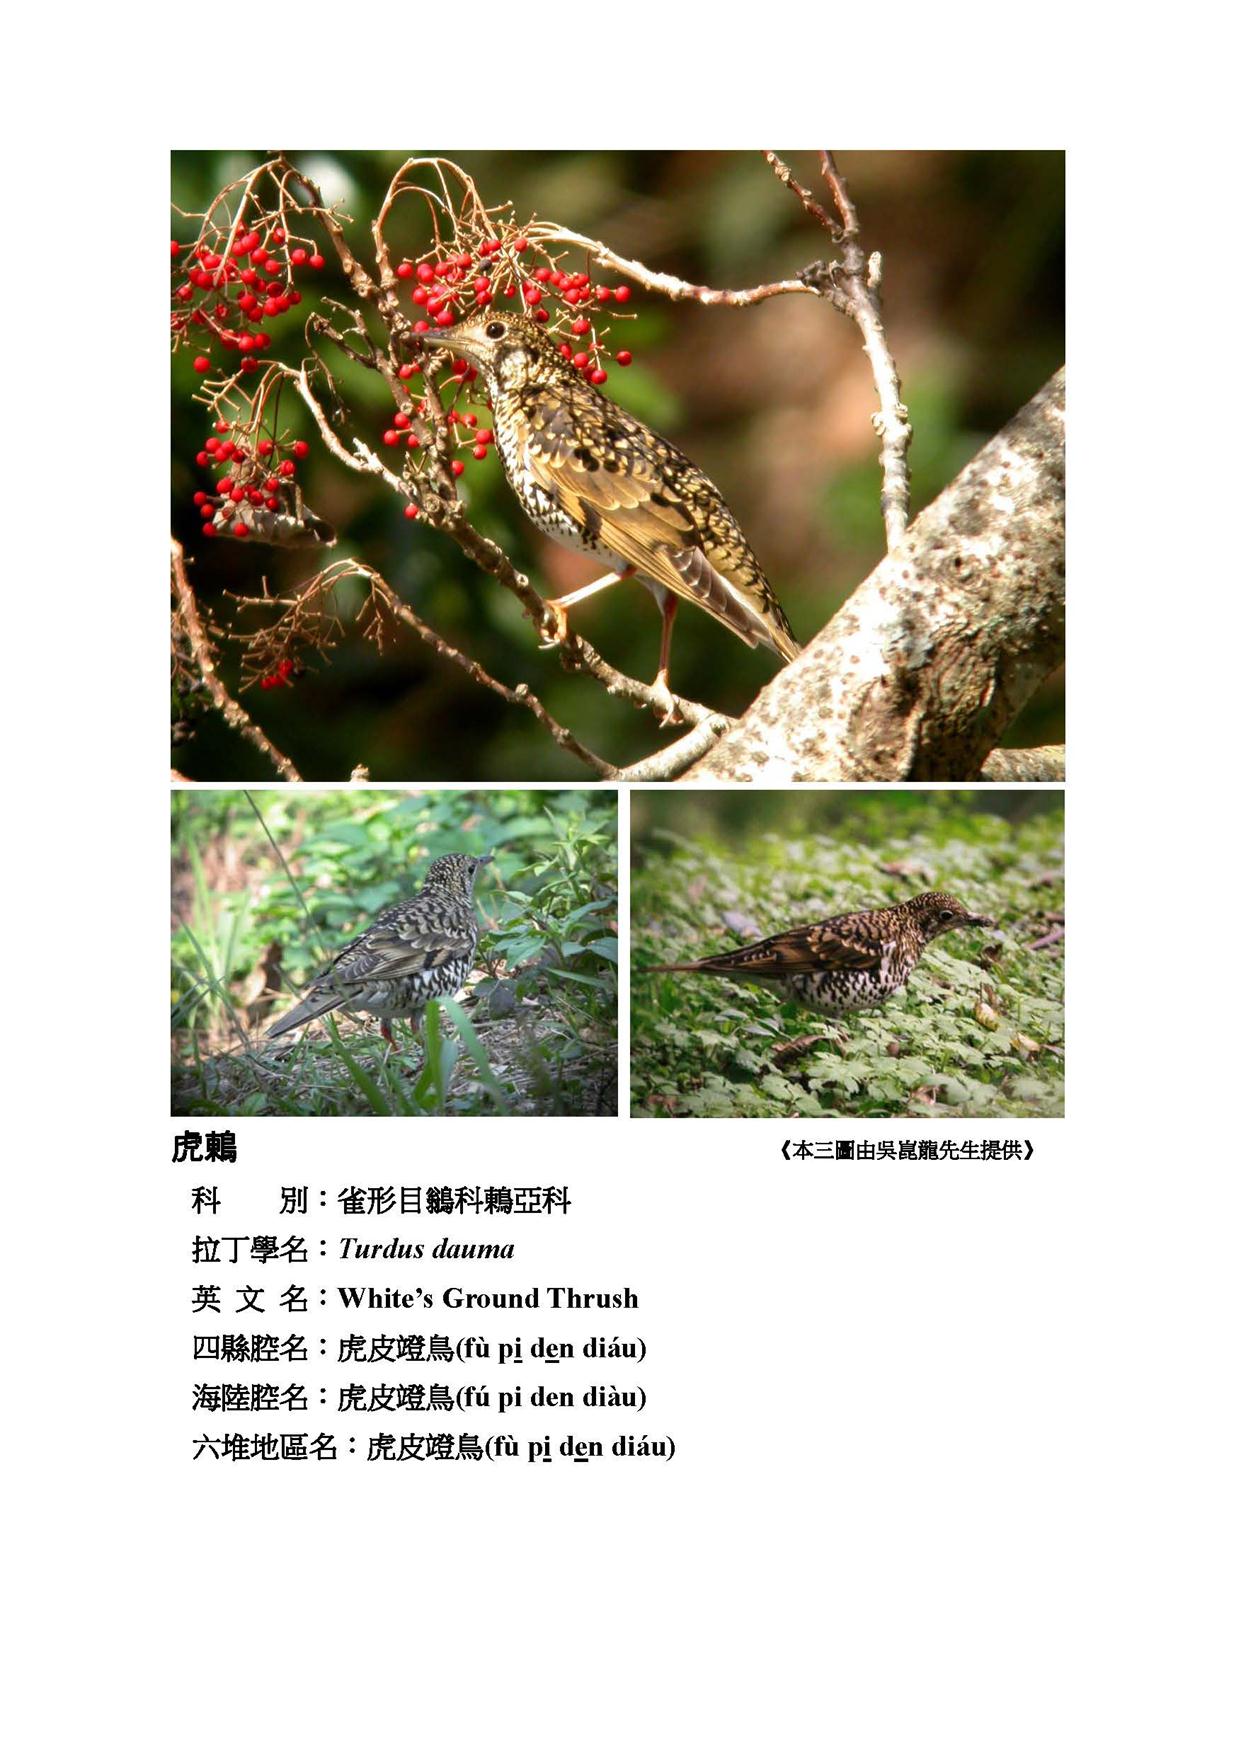 虎鶇
《本三圖由吳崑龍先生提供》
科　　別：雀形目鶲科鶇亞科
拉丁學名：Turdus dauma
英 文 名：White’s Ground Thrush
四縣腔名：虎皮竳鳥(fù pi den diáu)
海陸腔名：虎皮竳鳥(fú pi den diàu)
六堆地區名：虎皮竳鳥(fù pi den diáu)